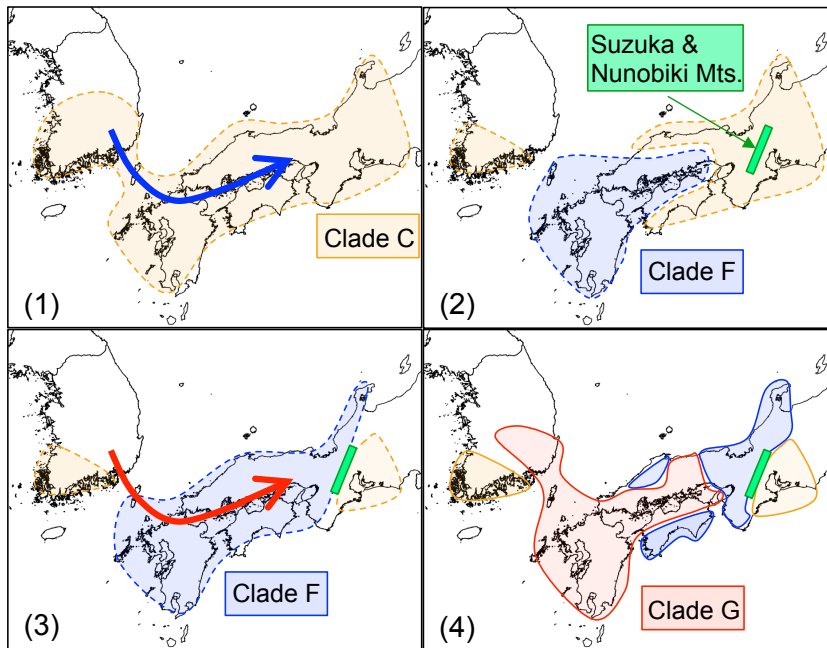 (1)
Clade C
(2)
Suzuka &
Nunobiki Mts.
Clade F
(3)
Clade F
(4)
Clade G